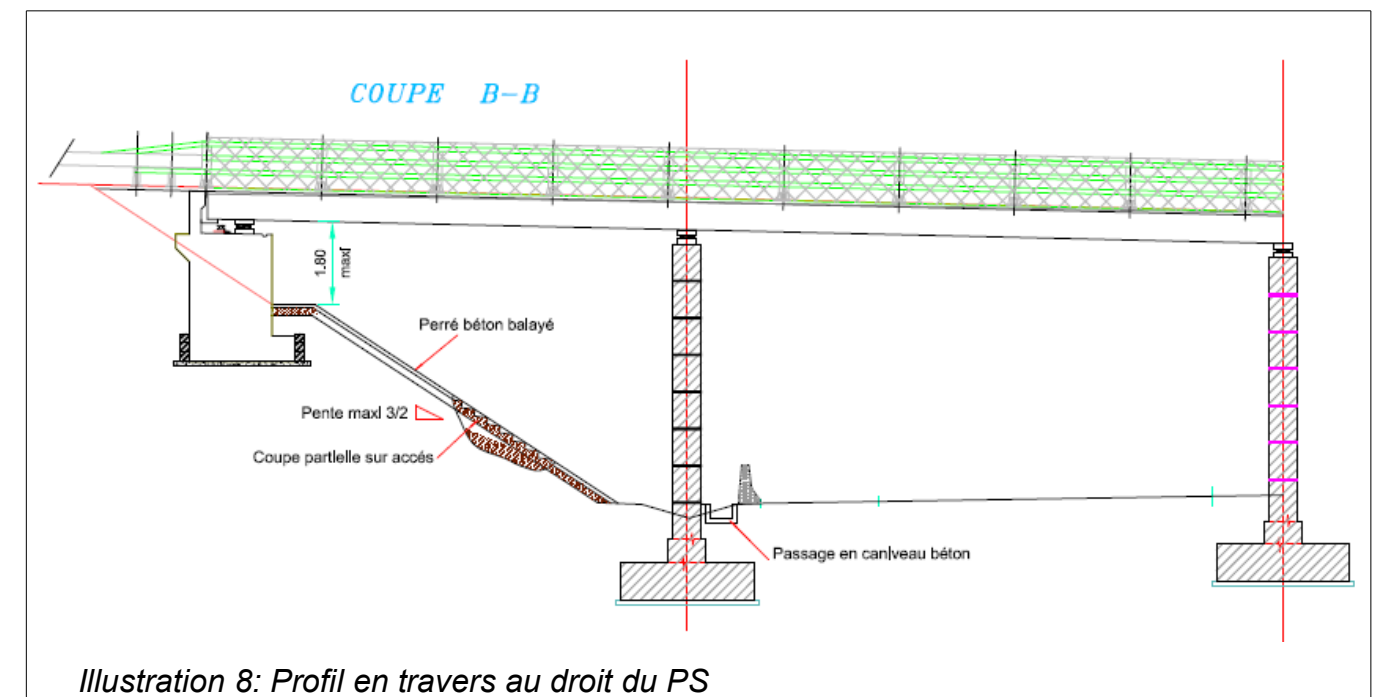 COUPE B-B
1.80
maxi
Perré béton balayé
Pente maxi 3/2
Coupe partielle sur accés
Passage en caniveau béton
Illustration 8: Profil en travers au droit du PS